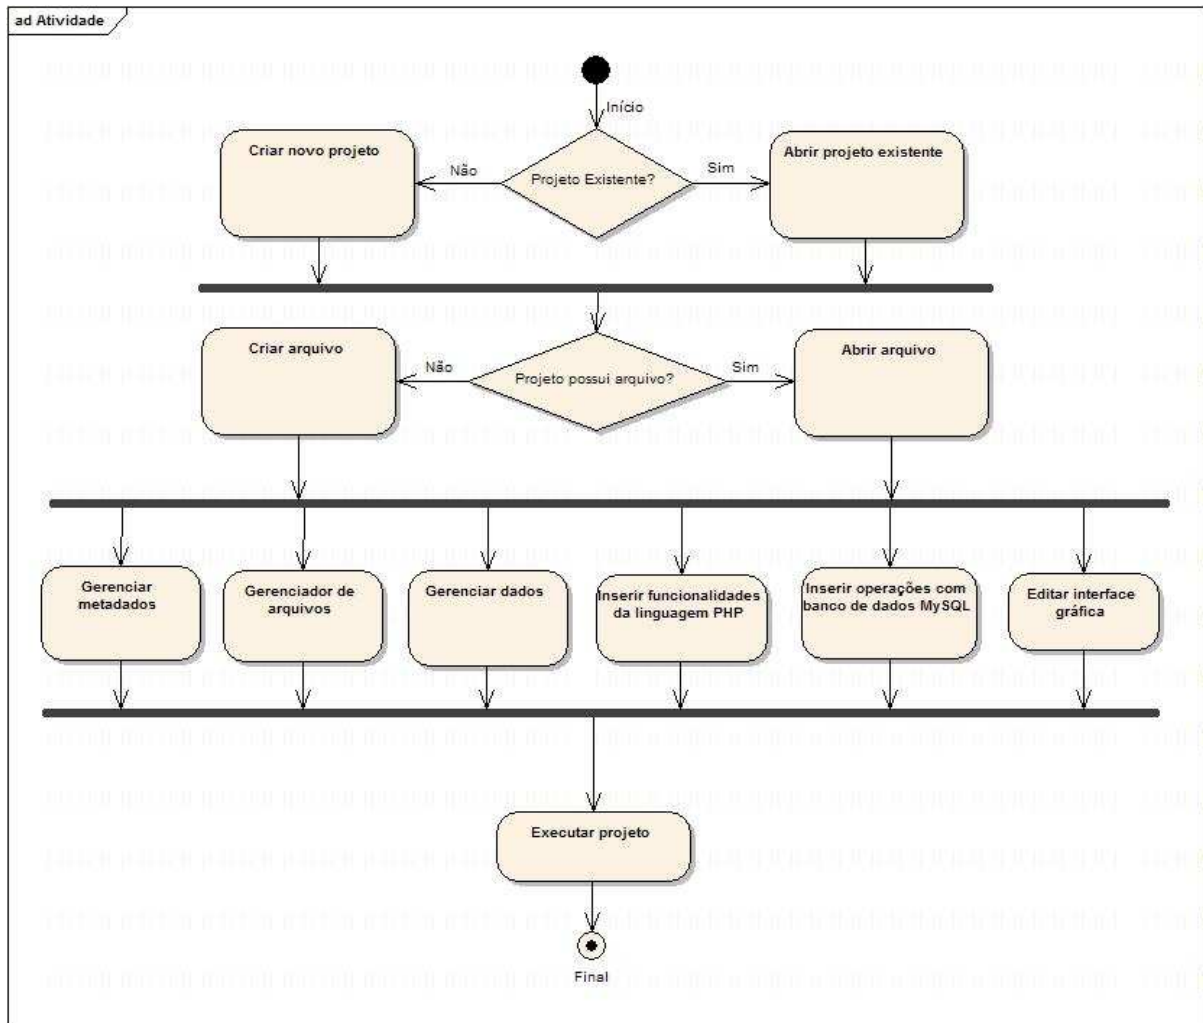 ad Atividade
Início
Criar novo projeto
Não
Projeto Existente?
Sim
Abrir projeto existente
Criar arquivo
Não
Projeto possui arquivo?
Sim
Abrir arquivo
Gerenciar
metadados
Gerenciador de
arquivos
Gerenciar dados
Inserir funcionalidades
da linguagem PHP
Inserir operações com
banco de dados MySQL
Editar interface
gráfica
Executar projeto
Final